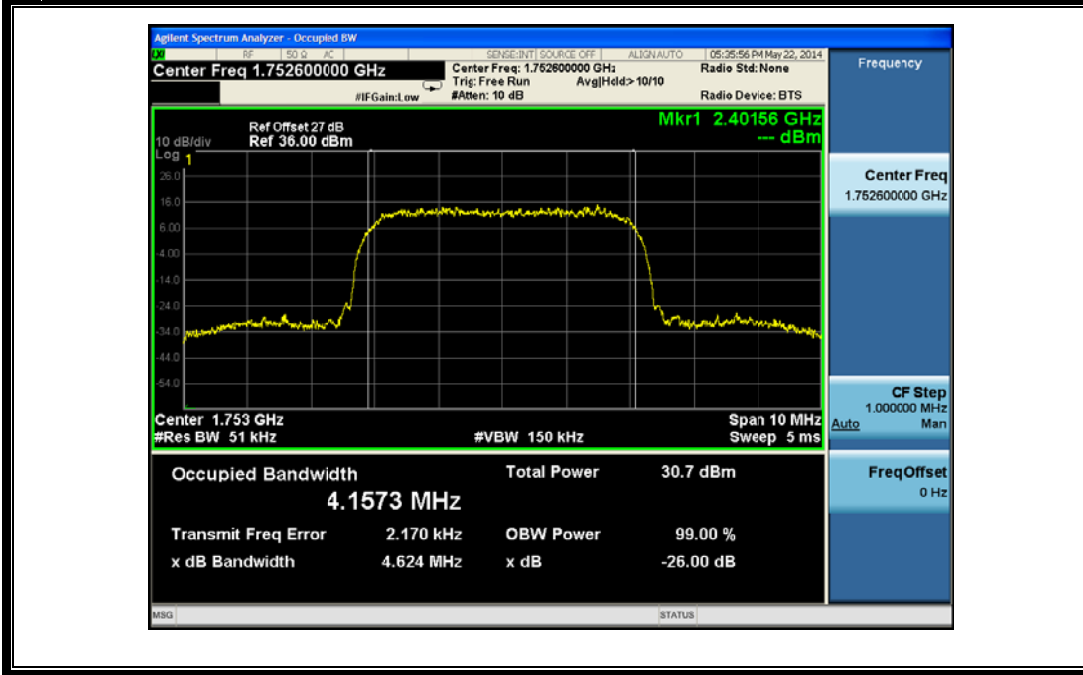 Agilent Spectrum Analyzer - Occupied BW
RF 50 Ω AC SENSE:INT SOURCE OFF ALIGN AUTO 05:35:56 PM May 22, 2014
Center Freq 1.752600000 GHz
Center Freq: 1.752600000 GHz
Radio Std: None
Trig: Free Run Avg|Hold:> 10/10
#IFGain:Low
#Atten: 10 dB
Radio Device: BTS
Ref Offset 27 dB
10 dB/div Ref 36.00 dBm
Mkr1 2.40156 GHz
--- dBm
Log
1
26.0
16.0
6.00
-4.00
-14.0
-24.0
-34.0
-44.0
-54.0
Center 1.753 GHz Span 10 MHz
#Res BW 51 kHz #VBW 150 kHz Sweep 5 ms
Occupied Bandwidth Total Power 30.7 dBm
4.1573 MHz
Transmit Freq Error 2.170 kHz OBW Power 99.00 %
x dB Bandwidth 4.624 MHz x dB -26.00 dB
MSG STATUS
Frequency
Center Freq
1.752600000 GHz
CF Step
1.000000 MHz
Auto Man
Freq Offset
0 Hz